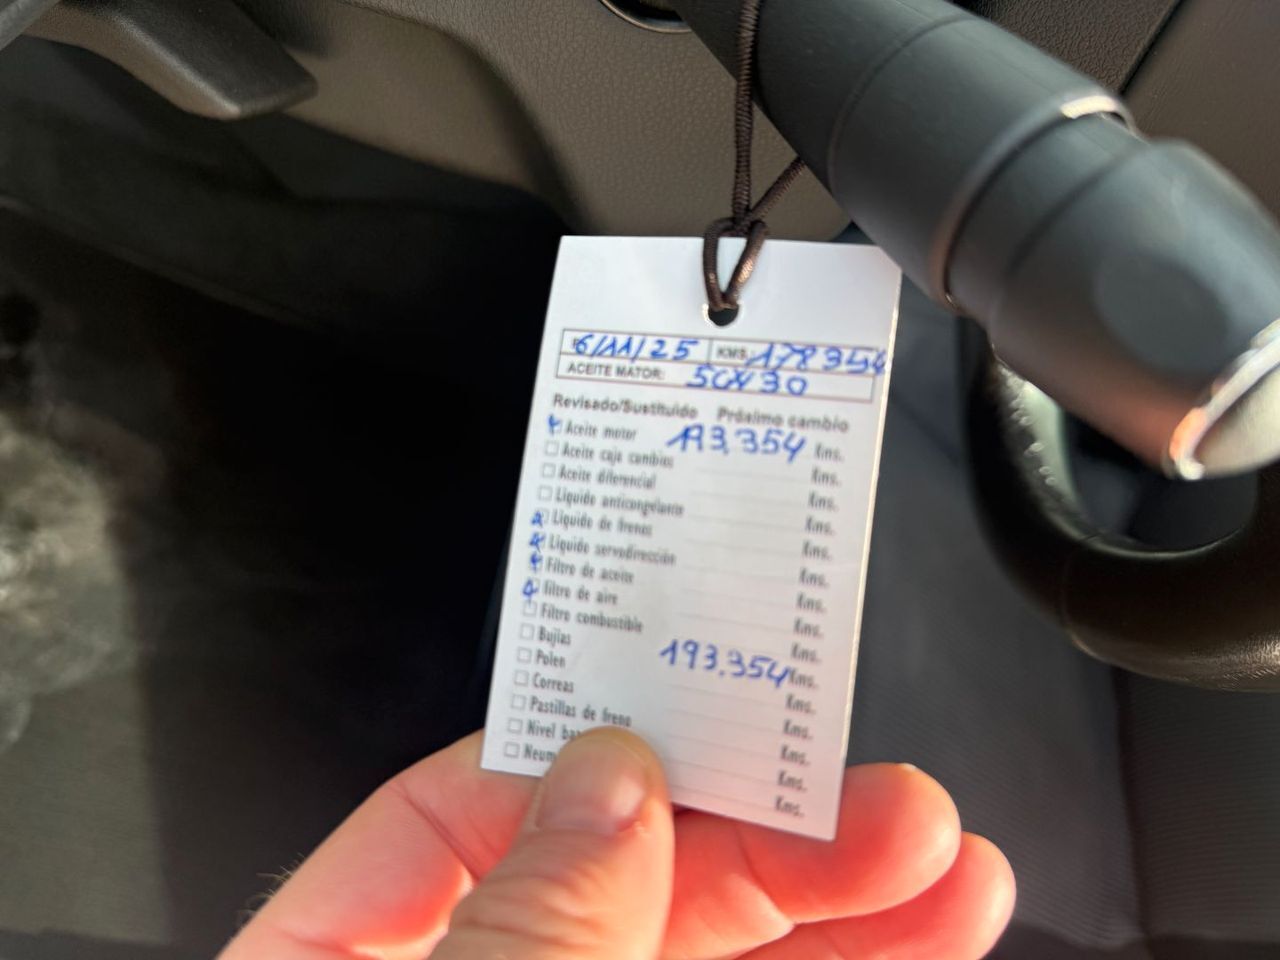 6/11/25 KMS.: 178354
ACEITE MATOR: 5W30
Revisado/Sustituido Próximo cambio
Aceite motor 193.354 Kms.
Aceite caja cambios Kms.
Aceite diferencial Kms.
Líquido anticongelante Kms.
Líquido de frenos Kms.
Líquido servodirección Kms.
Filtro de aceite Kms.
filtro de aire Kms.
Filtro combustible Kms.
Bujías 193.354 Kms.
Polen Kms.
Correas Kms.
Pastillas de freno Kms.
Nivel Kms.
Kms.